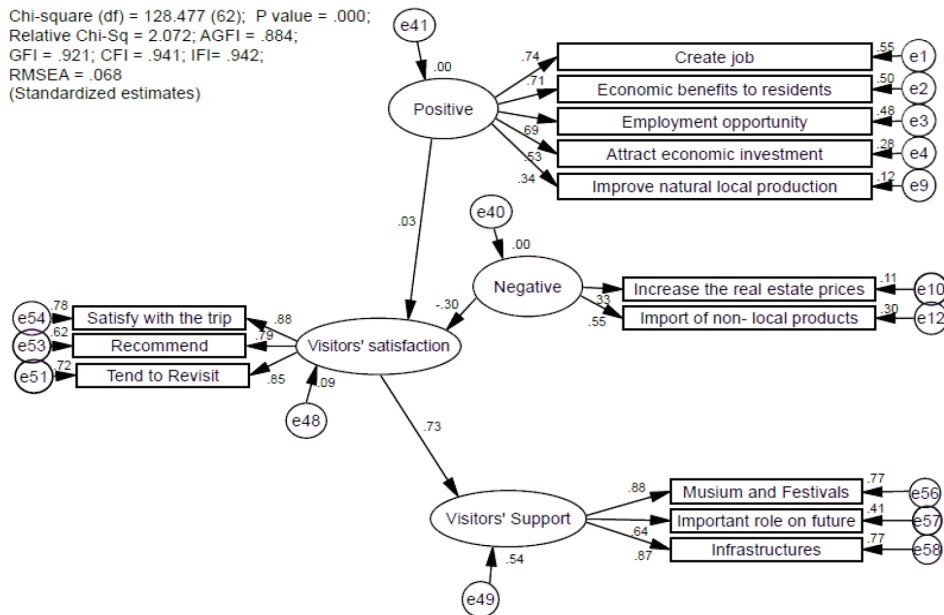 Chi-square (df) = 128.477 (62); P value = .000;
Relative Chi-Sq = 2.072; AGFI = .884;
GFI = .921; CFI = .941; IFI= .942;
RMSEA = .068
(Standardized estimates)
e41
.00
Positive
.74
Create job
.55
e1
.71
Economic benefits to residents
.50
e2
.69
Employment opportunity
.48
e3
.53
Attract economic investment
.28
e4
.34
Improve natural local production
.12
e9
.03
e40
.00
Negative
-.30
.33
Increase the real estate prices
.11
e10
.55
Import of non- local products
.30
e12
e54
.78
Satisfy with the trip
.88
e53
.62
Recommend
.79
e51
.72
Tend to Revisit
.85
Visitors' satisfaction
.09
e48
.73
Visitors' Support
.54
e49
.88
Musium and Festivals
.77
e56
.64
Important role on future
.41
e57
.87
Infrastructures
.77
e58